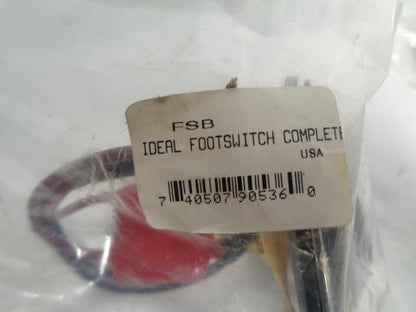 FSB
IDEAL FOOTSWITCH COMPLETE
USA
7 40507 90536 0